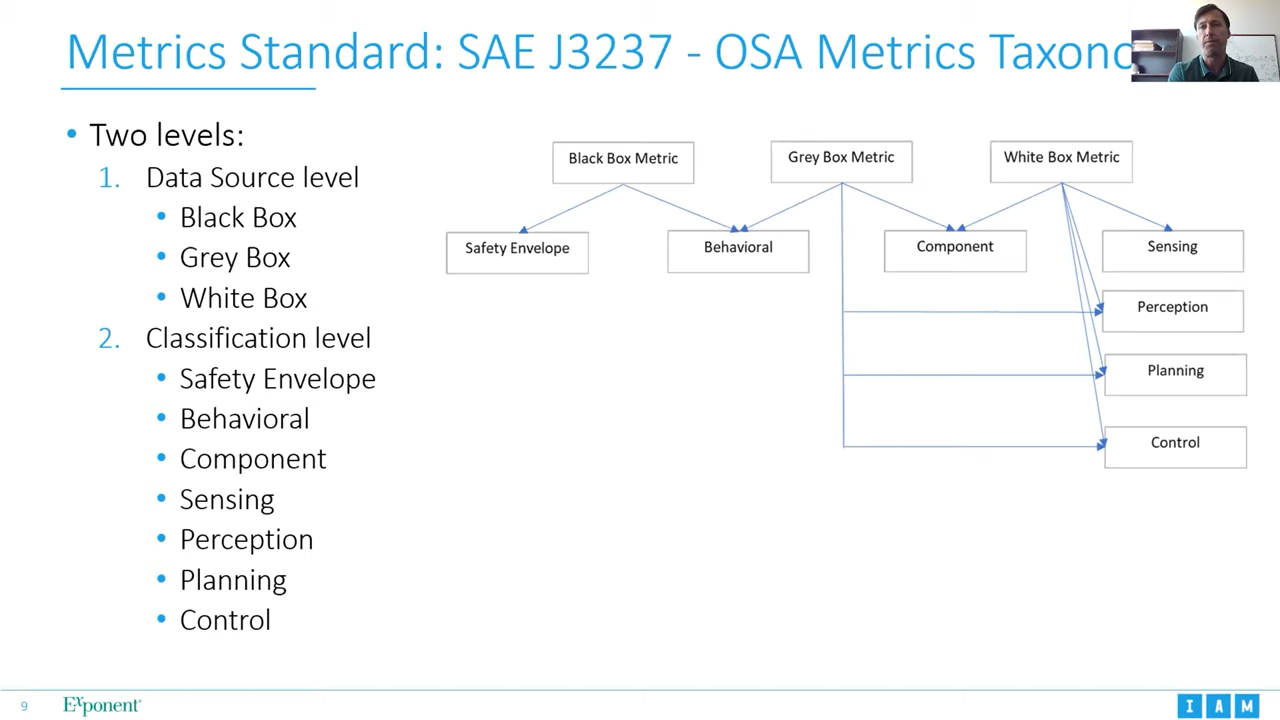 Metrics Standard: SAE J3237 - OSA Metrics Taxono
• Two levels:
1. Data Source level
• Black Box
• Grey Box
• White Box
2. Classification level
• Safety Envelope
• Behavioral
• Component
• Sensing
• Perception
• Planning
• Control
Black Box Metric
Grey Box Metric
White Box Metric
Safety Envelope
Behavioral
Component
Sensing
Perception
Planning
Control
9
Exponent®
I A M